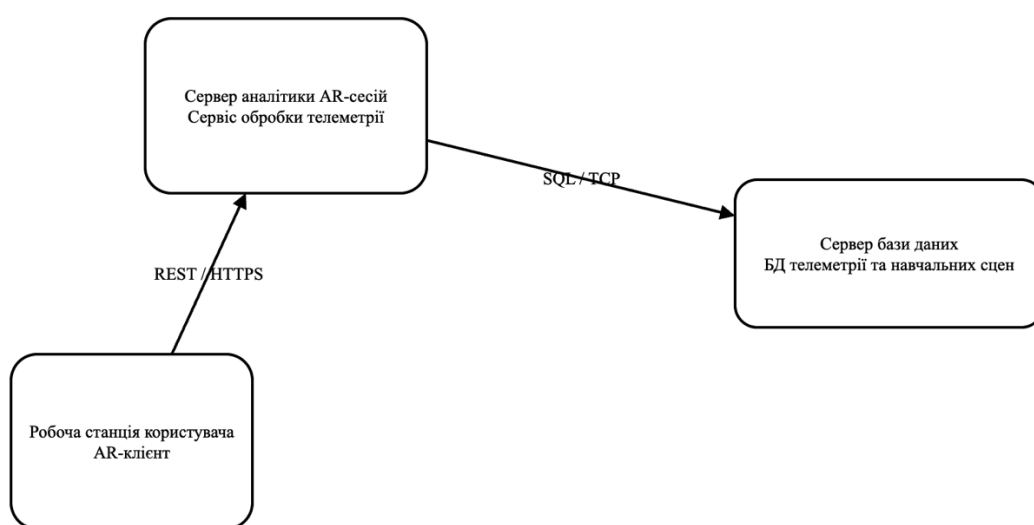 Сервер аналітики AR-сесій
Сервіс обробки телеметрії
SQL / TCP
Сервер бази даних
БД телеметрії та навчальних сцен
REST / HTTPS
Робоча станція користувача
AR-клієнт